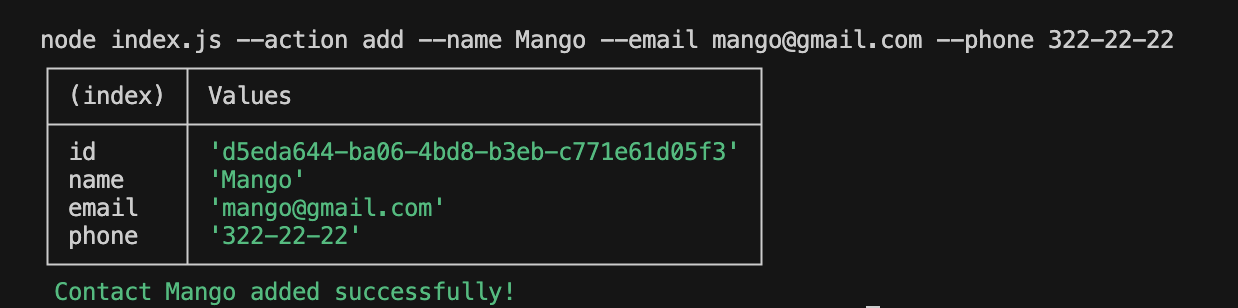 node index.js --action add --name Mango --email mango@gmail.com --phone 322-22-22
(index) Values
id 'd5eda644-ba06-4bd8-b3eb-c771e61d05f3'
name 'Mango'
email 'mango@gmail.com'
phone '322-22-22'
Contact Mango added successfully!